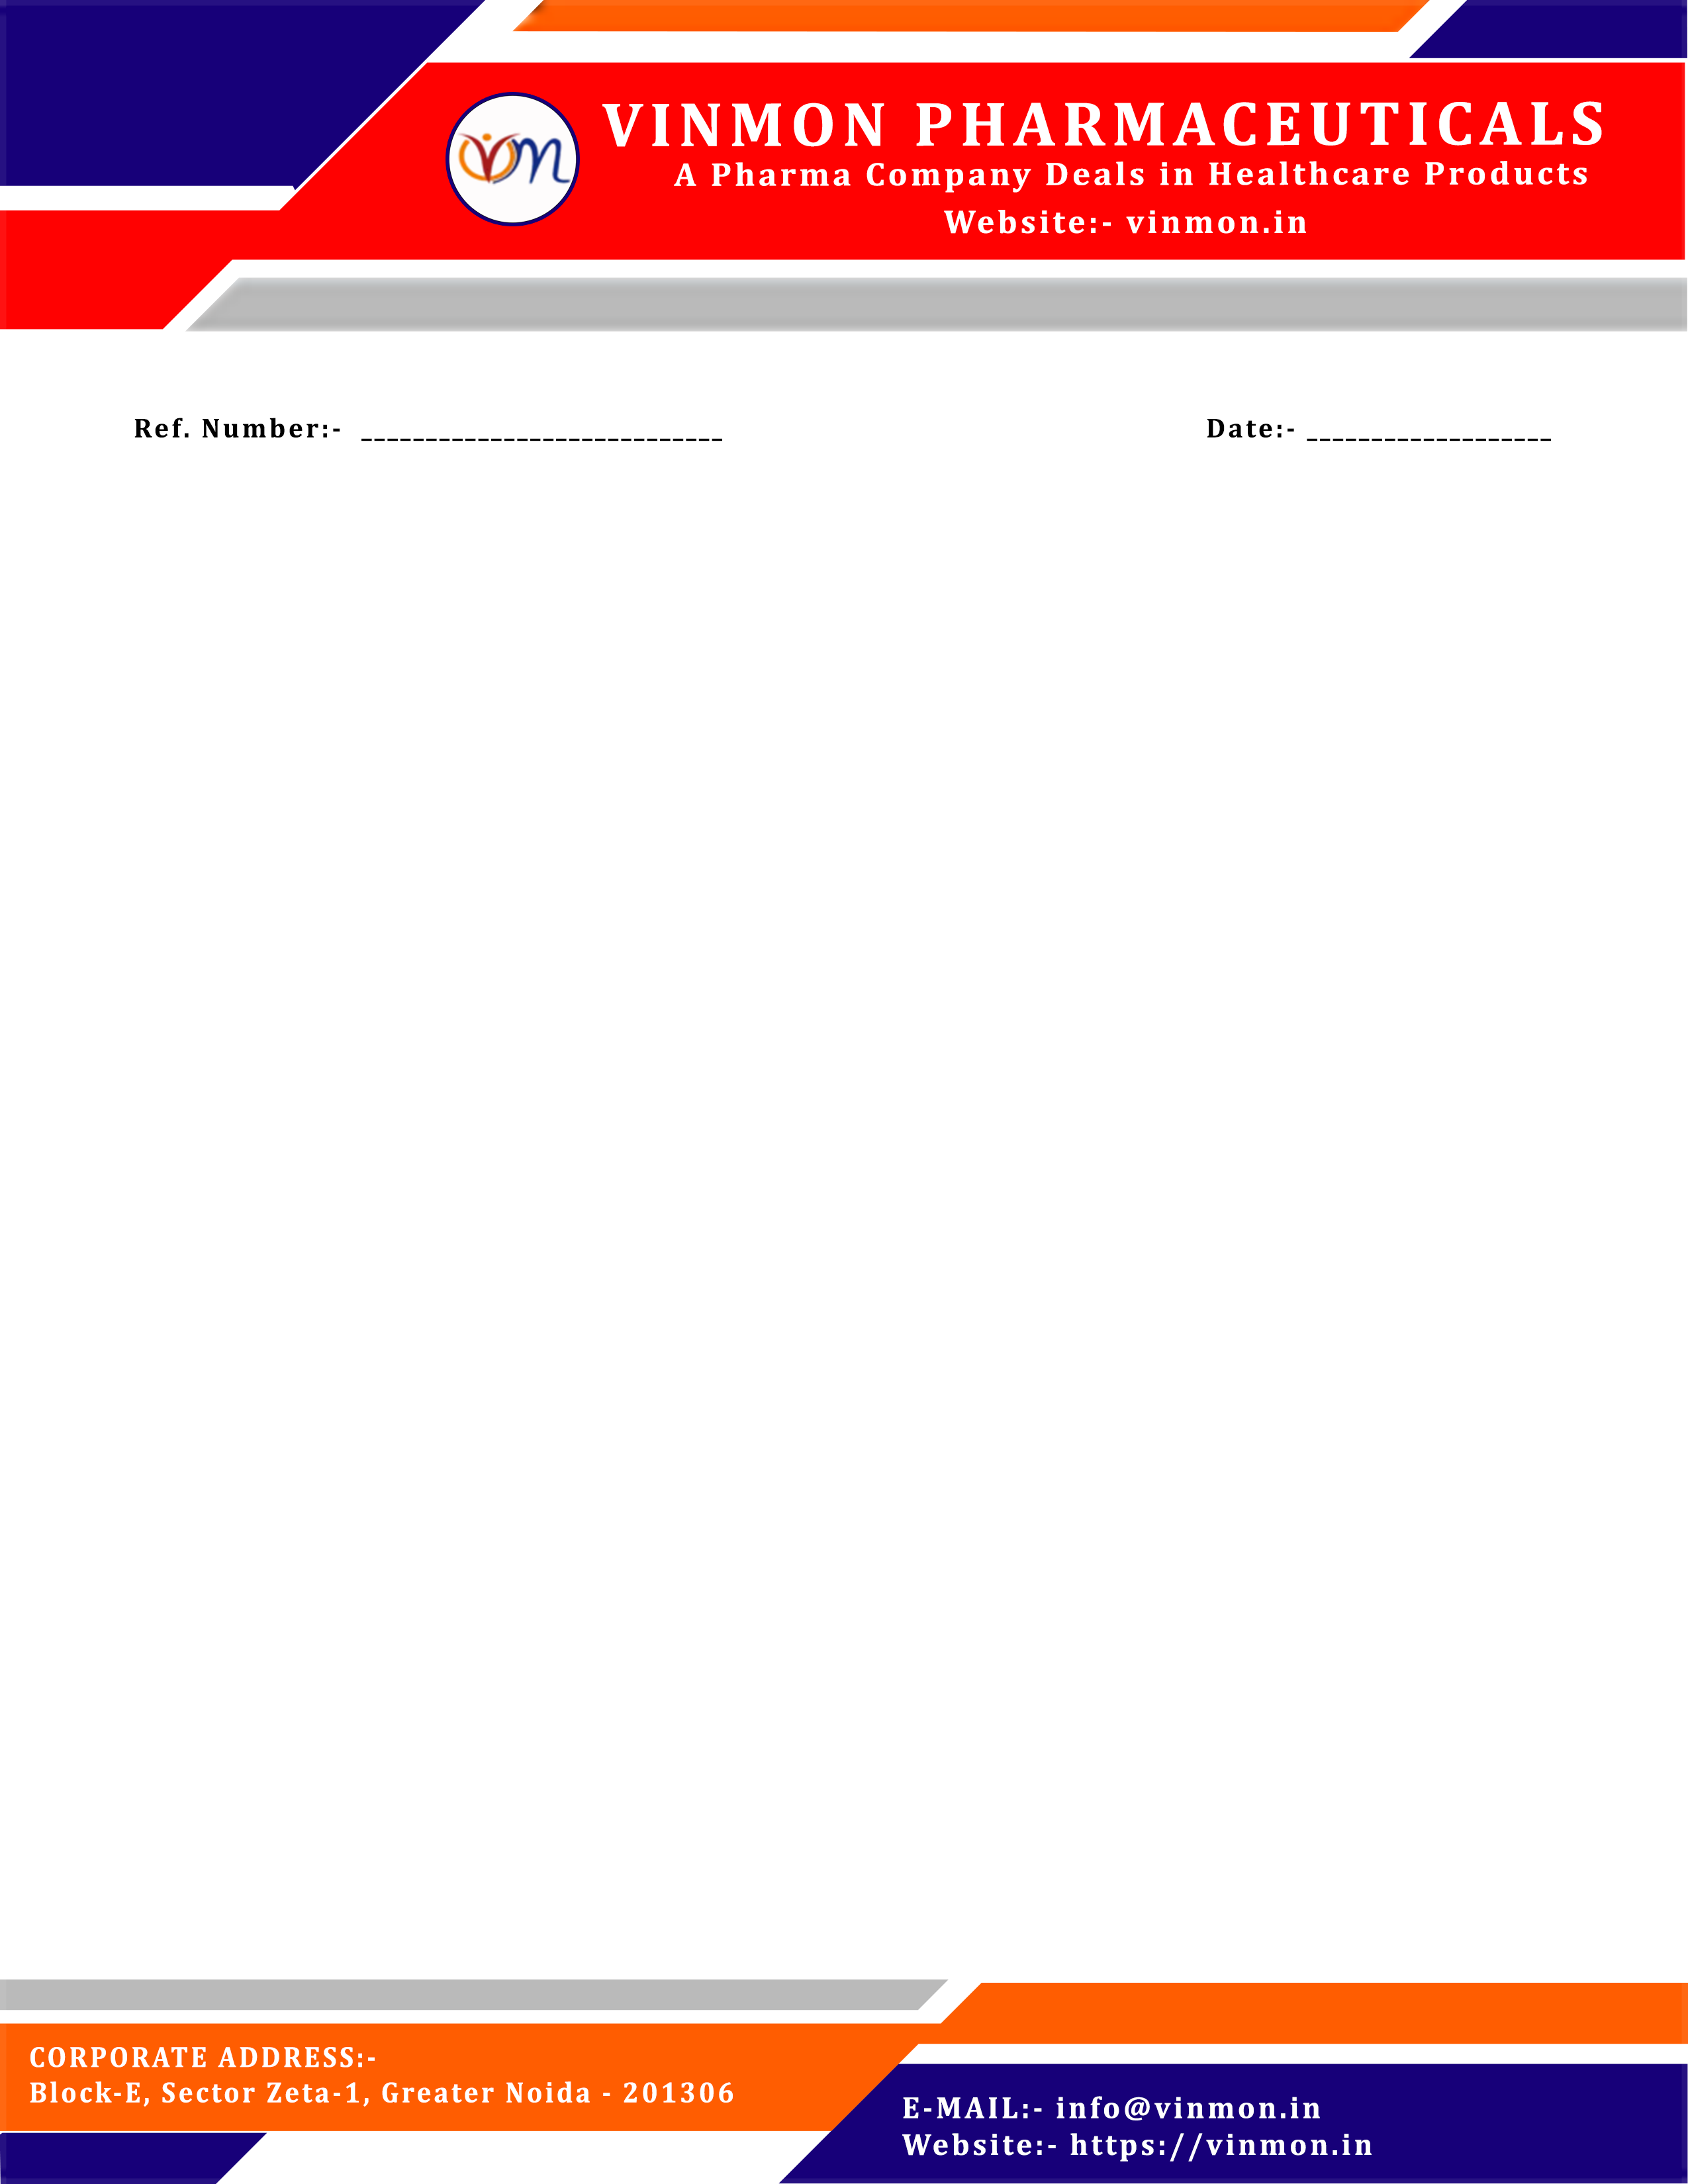 vm
VINMON PHARMACEUTICALS
A Pharma Company Deals in Healthcare Products
Website:- vinmon.in
Ref. Number:- ____________________________ Date:- ___________________
CORPORATE ADDRESS:-
Block-E, Sector Zeta-1, Greater Noida - 201306
E-MAIL:- info@vinmon.in
Website:- https://vinmon.in